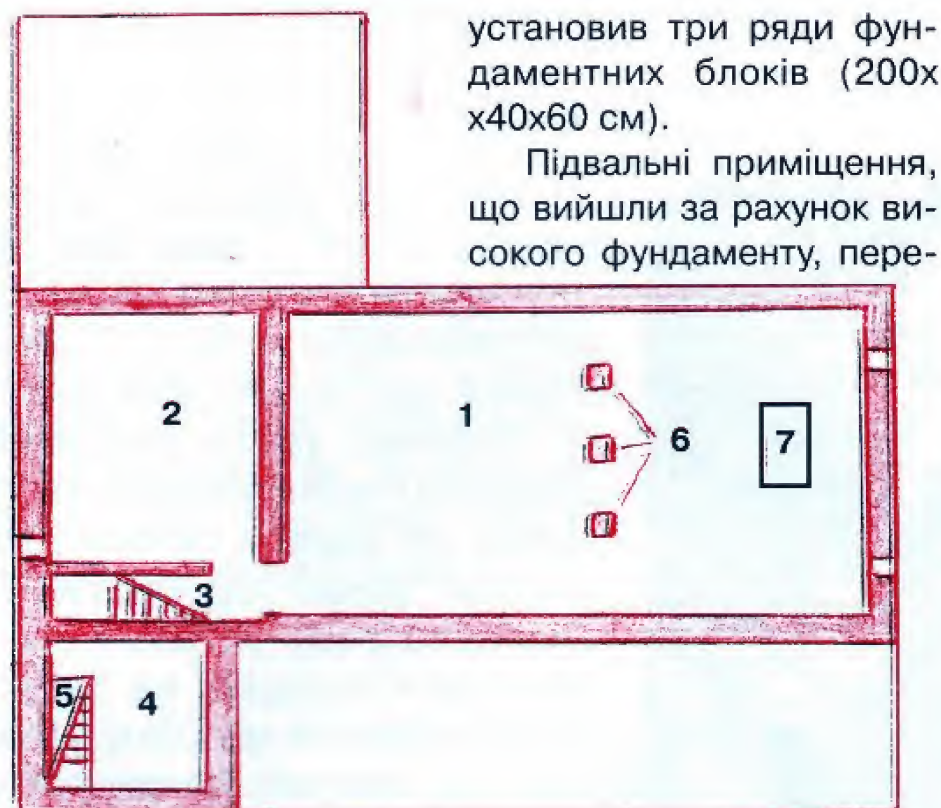 установив три ряди фун-
даментних блоків (200х
х40х60 см).
Підвальні приміщення,
що вийшли за рахунок ви-
сокого фундаменту, пере-
2
1
6
7
3
5
4